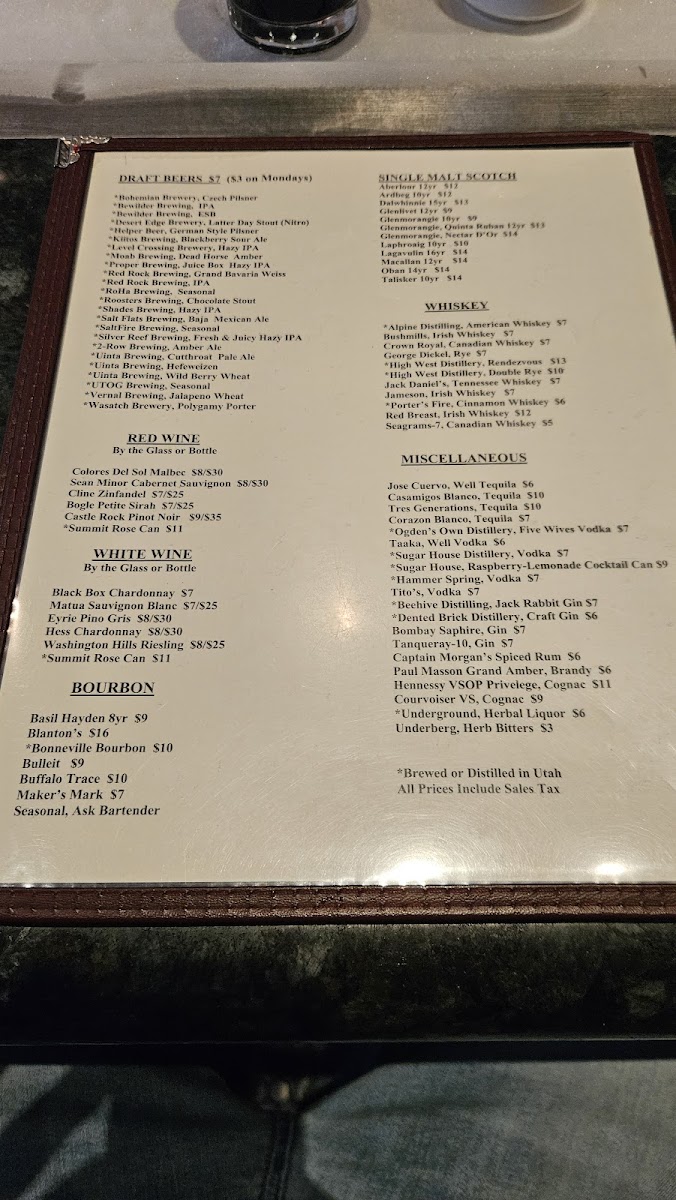 DRAFT BEERS $7 ($3 on Mondays)
*Bohemian Brewery, Czech Pilsner
*Bewilder Brewing, IPA
*Bewilder Brewing, ESB
*Desert Edge Brewery, Latter Day Stout (Nitro)
*Helper Beer, German Style Pilsner
*Kiitos Brewing, Blackberry Sour Ale
*Level Crossing Brewery, Hazy IPA
*Moab Brewing, Dead Horse Amber
*Proper Brewing, Juice Box Hazy IPA
*Red Rock Brewing, Grand Bavaria Weiss
*Red Rock Brewing, IPA
*RoHa Brewing, Seasonal
*Roosters Brewing, Chocolate Stout
*Shades Brewing, Hazy IPA
*Salt Flats Brewing, Baja Mexican Ale
*SaltFire Brewing, Seasonal
*Silver Reef Brewing, Fresh & Juicy Hazy IPA
*2-Row Brewing, Amber Ale
*Uinta Brewing, Cutthroat Pale Ale
*Uinta Brewing, Hefeweizen
*Uinta Brewing, Wild Berry Wheat
*UTOG Brewing, Seasonal
*Vernal Brewing, Jalapeno Wheat
*Wasatch Brewery, Polygamy Porter
RED WINE
By the Glass or Bottle
Colores Del Sol Malbec $8/$30
Sean Minor Cabernet Sauvignon $8/$30
Cline Zinfandel $7/$25
Bogle Petite Sirah $7/$25
Castle Rock Pinot Noir $9/$35
*Summit Rose Can $11
WHITE WINE
By the Glass or Bottle
Black Box Chardonnay $7
Matua Sauvignon Blanc $7/$25
Eyrie Pino Gris $8/$30
Hess Chardonnay $8/$30
Washington Hills Riesling $8/$25
*Summit Rose Can $11
BOURBON
Basil Hayden 8yr $9
Blanton's $16
*Bonneville Bourbon $10
Bulleit $9
Buffalo Trace $10
Maker's Mark $7
Seasonal, Ask Bartender
SINGLE MALT SCOTCH
Aberlour 12yr $12
Ardbeg 10yr $12
Dalwhinnie 15yr $13
Glenlivet 12yr $9
Glenmorangie 10yr $9
Glenmorangie, Quinta Ruban 12yr $13
Glenmorangie, Nectar D'Or $14
Laphroaig 10yr $10
Lagavulin 16yr $14
Macallan 12yr $14
Oban 14yr $14
Talisker 10yr $14
WHISKEY
*Alpine Distilling, American Whiskey $7
Bushmills, Irish Whiskey $7
Crown Royal, Canadian Whiskey $7
George Dickel, Rye $7
*High West Distillery, Rendezvous $13
*High West Distillery, Double Rye $10
Jack Daniel's, Tennessee Whiskey $7
Jameson, Irish Whiskey $7
*Porter's Fire, Cinnamon Whiskey $6
Red Breast, Irish Whiskey $12
Seagrams-7, Canadian Whiskey $5
MISCELLANEOUS
Jose Cuervo, Well Tequila $6
Casamigos Blanco, Tequila $10
Tres Generations, Tequila $10
Corazon Blanco, Tequila $7
*Ogden's Own Distillery, Five Wives Vodka $7
Taaka, Well Vodka $6
*Sugar House Distillery, Vodka $7
*Sugar House, Raspberry-Lemonade Cocktail Can $9
*Hammer Spring, Vodka $7
Tito's, Vodka $7
*Beehive Distilling, Jack Rabbit Gin $7
*Dented Brick Distillery, Craft Gin $6
Bombay Saphire, Gin $7
Tanqueray-10, Gin $7
Captain Morgan's Spiced Rum $6
Paul Masson Grand Amber, Brandy $6
Hennessy VSOP Privelege, Cognac $11
Courvoiser VS, Cognac $9
*Underground, Herbal Liquor $6
Underberg, Herb Bitters $3
*Brewed or Distilled in Utah
All Prices Include Sales Tax